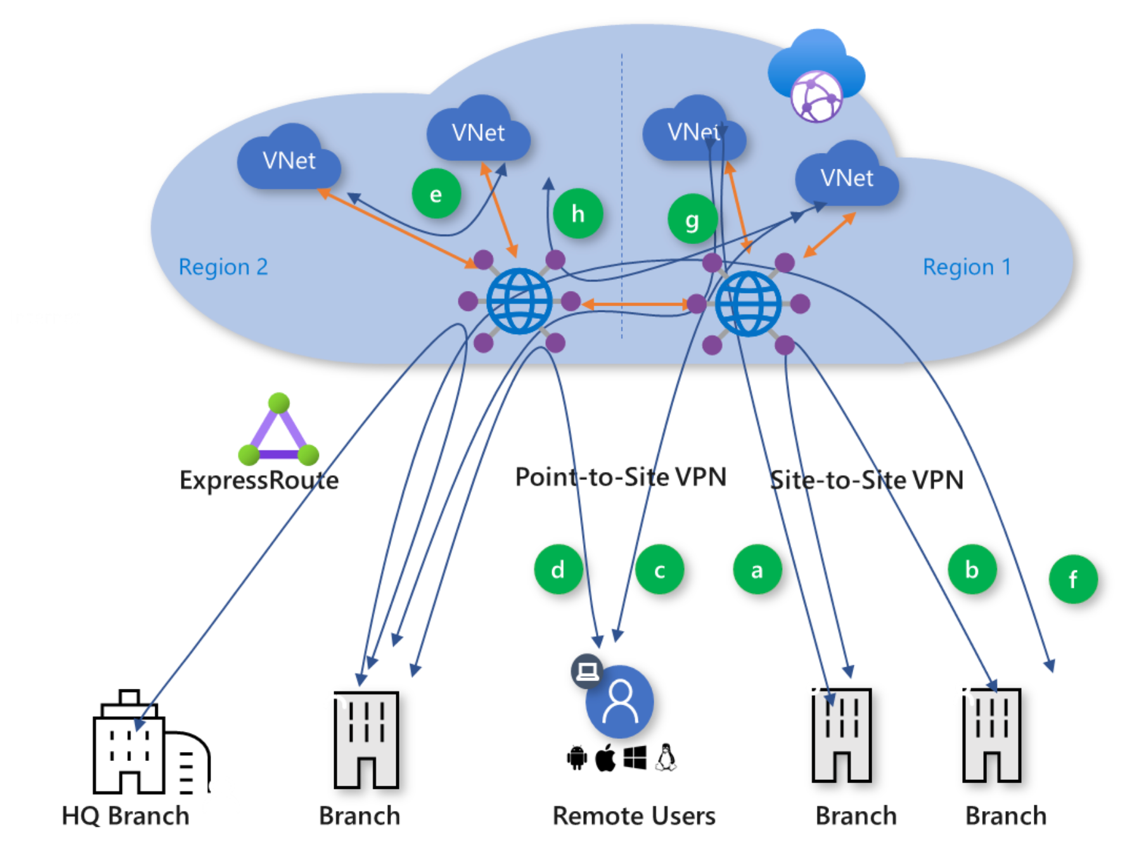 VNet
VNet
VNet
VNet
e
h
g
Region 2
Region 1
ExpressRoute
Point-to-Site VPN
Site-to-Site VPN
d
c
a
b
f
HQ Branch
Branch
Remote Users
Branch
Branch